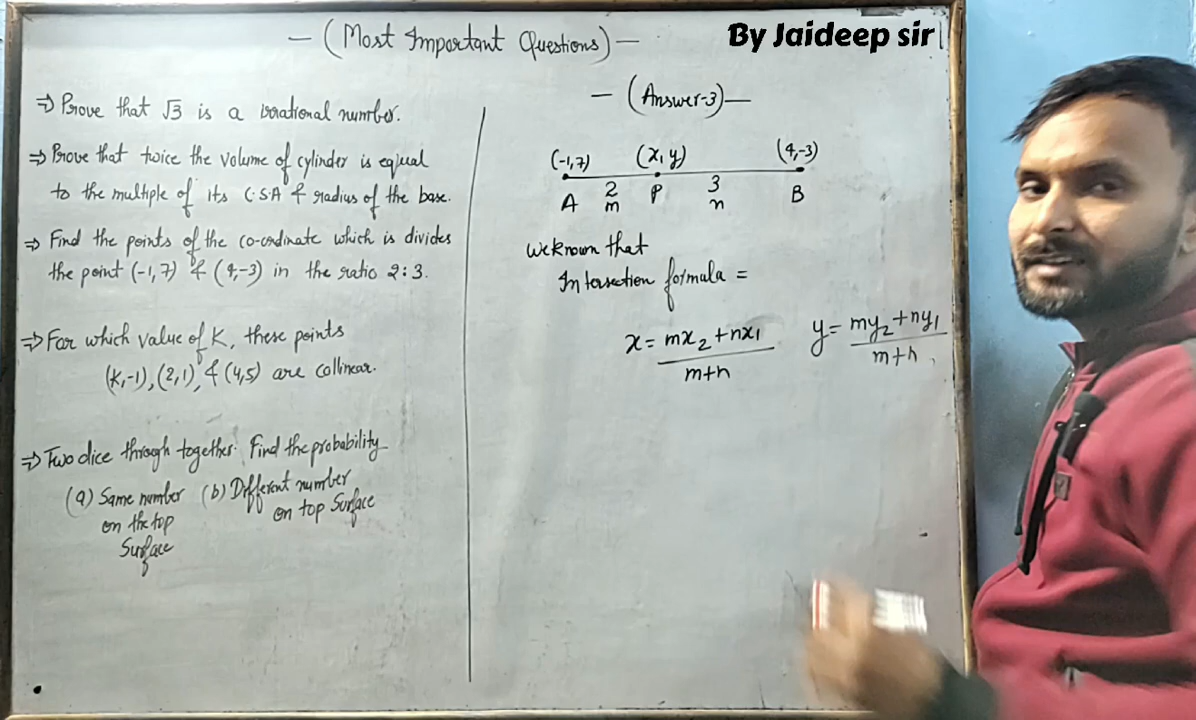 — (Most Important Questions) —
By Jaideep sir
⇒ Prove that √3 is a irrational number.
⇒ Prove that twice the volume of cylinder is equal
to the multiple of its C.S.A & radius of the base.
⇒ Find the points of the co-ordinate which is divides
the point (-1,7) & (4,-3) in the ratio 2:3.
⇒ For which value of K, these points
(K,-1), (2,1), & (4,5) are collinear.
⇒ Two dice through together. Find the probability
(a) Same number (b) Different number
on the top on top Surface
Surface
— (Answer-3) —
(-1,7) (x,y) (4,-3)
A 2 P 3 B
m n
We known that
Intersection formula =
x = mx₂+nx₁ y = my₂+ny₁
m+n m+n